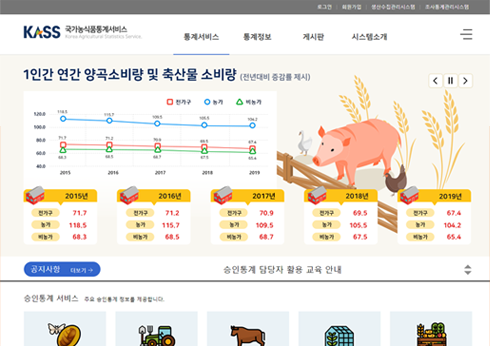 로그인 회원가입 생산수집관리시스템 조사통계관리시스템
KASS 국가농식품통계서비스
Korea Agricultural Statistics Service
통계서비스 통계정보 게시판 시스템소개
1인간 연간 양곡소비량 및 축산물 소비량 (전년대비 증감률 제시)
전가구 농가 비농가
120.0
100.0
80.0
60.0
40.0
118.5 115.7 109.5 105.5 104.2
71.7 71.2 70.9 69.5 67.4
68.3 68.5 68.7 67.5 65.4
2015 2016 2017 2018 2019
2015년 2016년 2017년 2018년 2019년
전가구 71.7 전가구 71.2 전가구 70.9 전가구 69.5 전가구 67.4
농가 118.5 농가 115.7 농가 109.5 농가 105.5 농가 104.2
비농가 68.3 비농가 68.5 비농가 68.7 비농가 67.5 비농가 65.4
공지사항 더보기 → 승인통계 담당자 활용 교육 안내
승인통계 서비스 주요 승인통계 정보를 제공합니다.